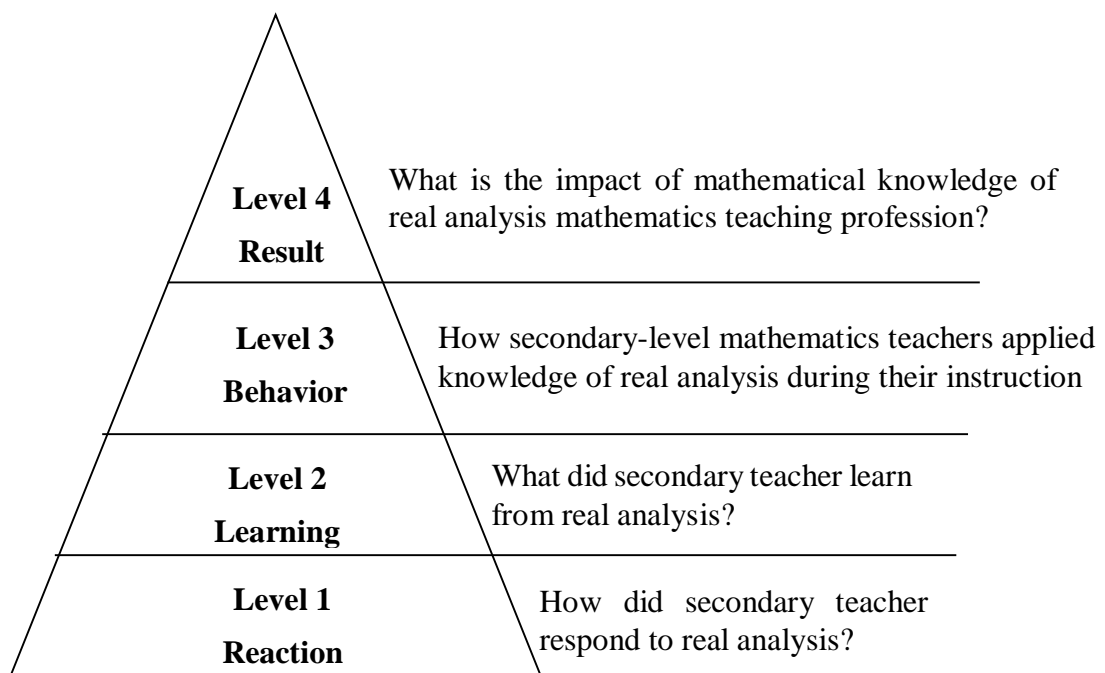 Level 4
Result
What is the impact of mathematical knowledge of
real analysis mathematics teaching profession?
Level 3
Behavior
How secondary-level mathematics teachers applied
knowledge of real analysis during their instruction
Level 2
Learning
What did secondary teacher learn
from real analysis?
Level 1
Reaction
How did secondary teacher
respond to real analysis?